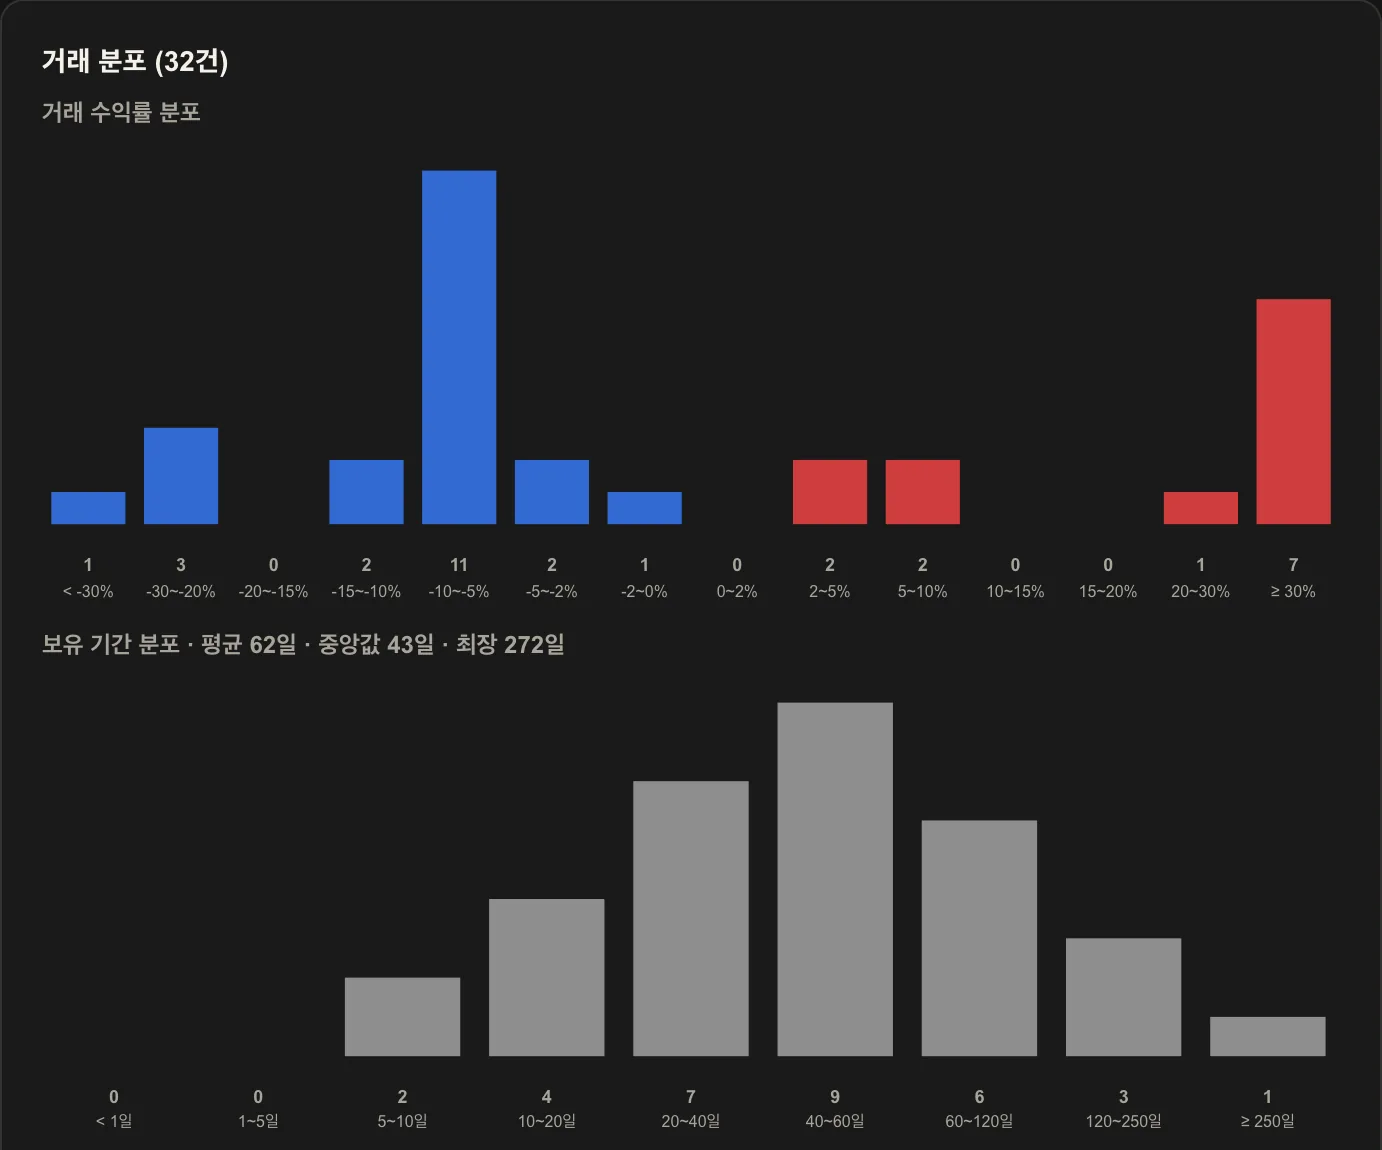 거래 분포 (32건)
거래 수익률 분포
1 3 0 2 11 2 1 0 2 2 0 0 1 7
< -30% -30~-20% -20~-15% -15~-10% -10~-5% -5~-2% -2~0% 0~2% 2~5% 5~10% 10~15% 15~20% 20~30% ≥ 30%
보유 기간 분포 · 평균 62일 · 중앙값 43일 · 최장 272일
0 0 2 4 7 9 6 3 1
< 1일 1~5일 5~10일 10~20일 20~40일 40~60일 60~120일 120~250일 ≥ 250일